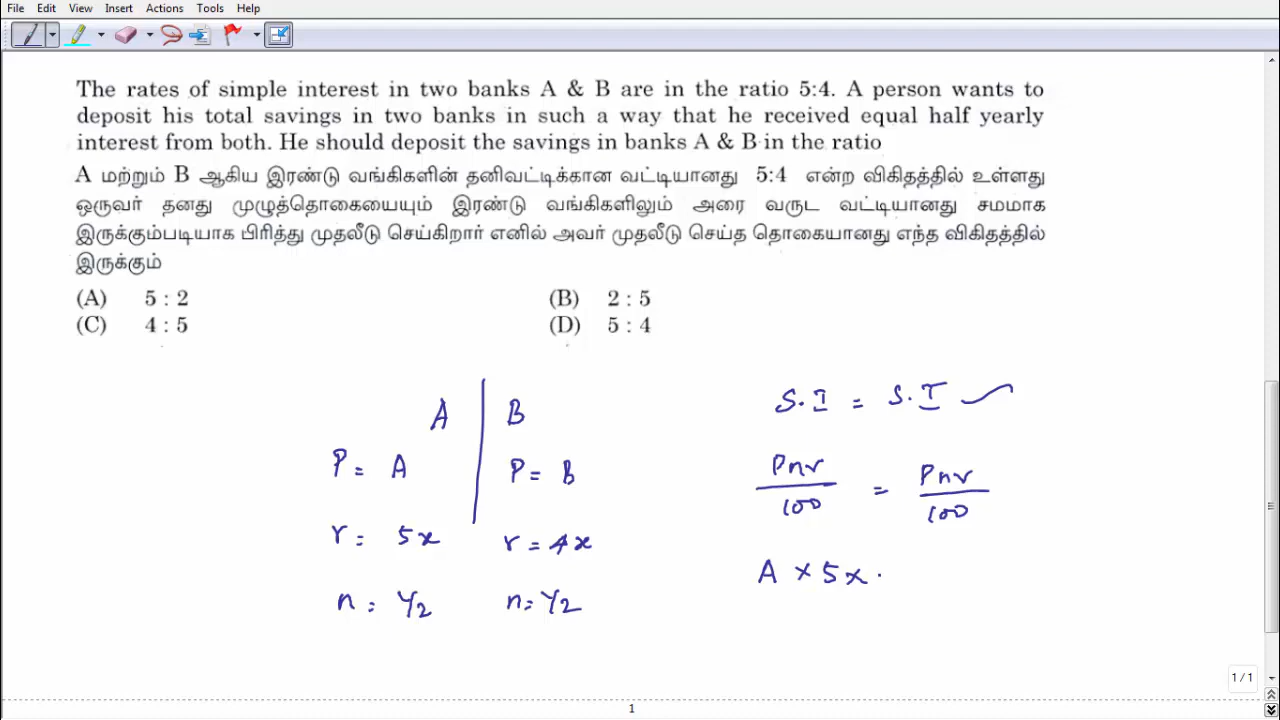 File Edit View Insert Actions Tools Help
The rates of simple interest in two banks A & B are in the ratio 5:4. A person wants to
deposit his total savings in two banks in such a way that he received equal half yearly
interest from both. He should deposit the savings in banks A & B in the ratio
A மற்றும் B ஆகிய இரண்டு வங்கிகளின் தனிவட்டிக்கான வட்டியானது 5:4 என்ற விகிதத்தில் உள்ளது
ஒருவர் தனது முழுத்தொகையையும் இரண்டு வங்கிகளிலும் அரை வருட வட்டியானது சமமாக
இருக்கும்படியாக பிரித்து முதலீடு செய்கிறார் எனில் அவர் முதலீடு செய்த தொகையானது எந்த விகிதத்தில்
இருக்கும்
(A) 5 : 2 (B) 2 : 5
(C) 4 : 5 (D) 5 : 4
A B S.I = S.I
P = A P = B Pnr/100 = Pnr/100
r = 5x r = 4x
A × 5x .
n = 1/2 n = 1/2
1 / 1
1